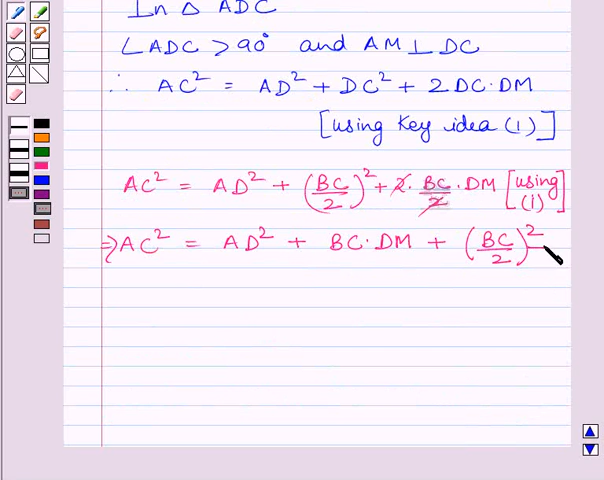 In △ ADC
∠ADC > 90° and AM ⊥ DC
∴ AC² = AD² + DC² + 2DC·DM
[using Key idea (1)]
AC² = AD² + (BC/2)² + 2·BC/2·DM [using (1)]
⇒ AC² = AD² + BC·DM + (BC/2)²